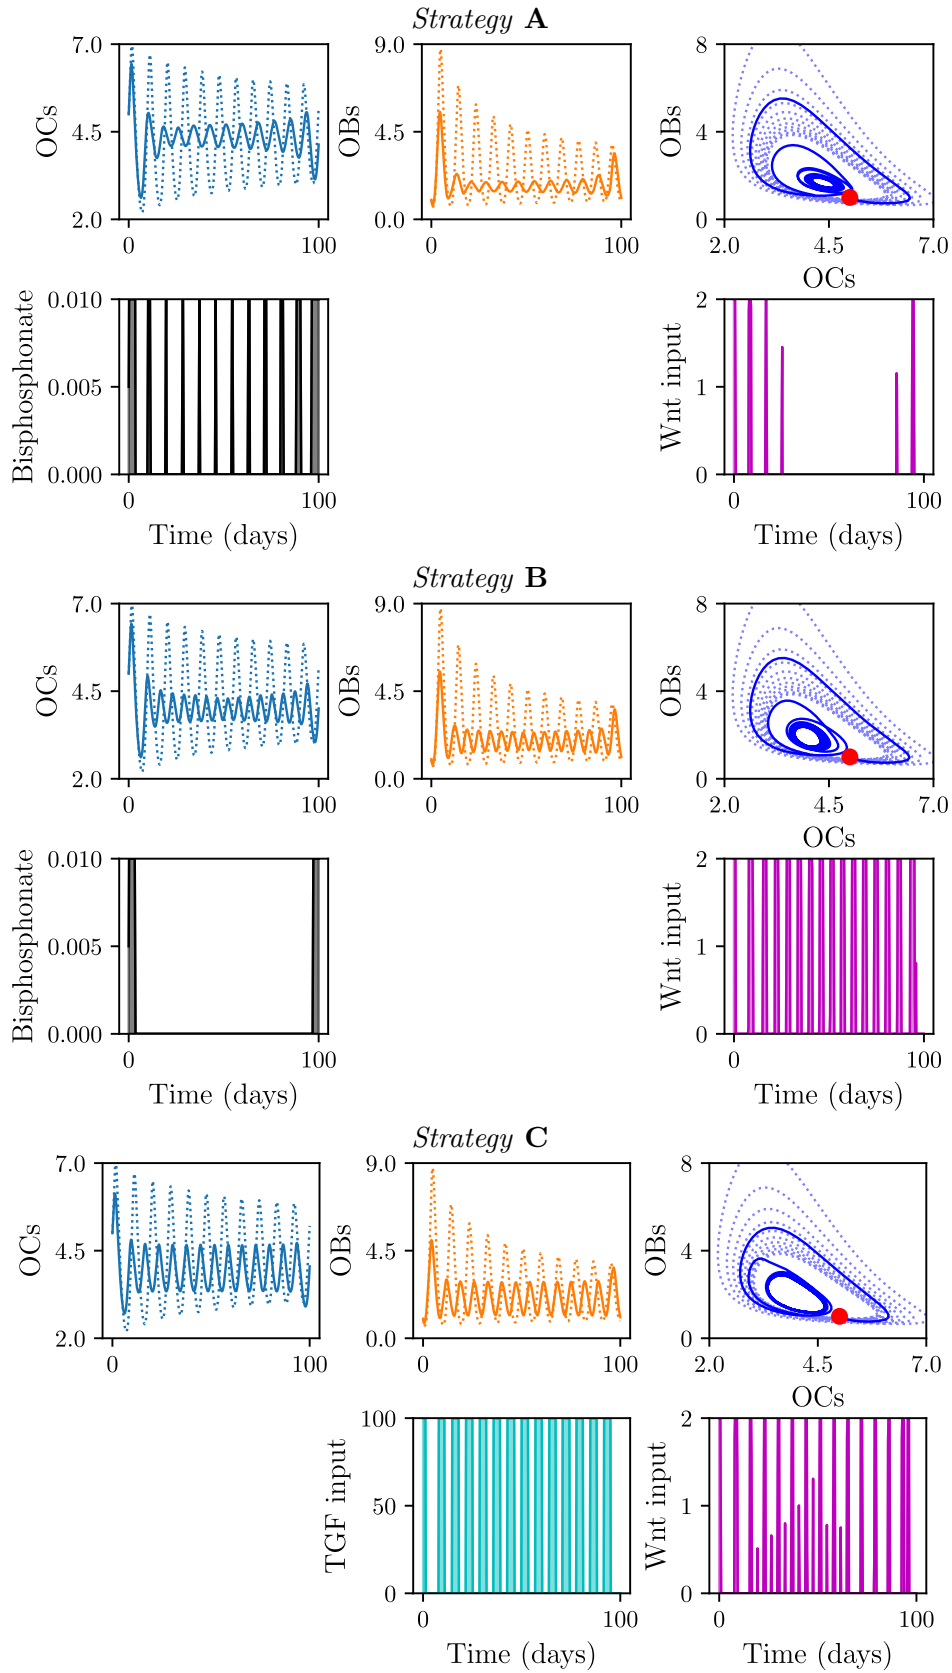 Strategy A
7.0
4.5
2.0
OCs
0
100
9.0
4.5
0.0
OBs
0
100
8
4
0
OBs
2.0
4.5
7.0
OCs
0.010
0.005
0.000
Bisphosphonate
0
100
Time (days)
2
1
0
Wnt input
0
100
Time (days)
Strategy B
7.0
4.5
2.0
OCs
0
100
9.0
4.5
0.0
OBs
0
100
8
4
0
OBs
2.0
4.5
7.0
OCs
0.010
0.005
0.000
Bisphosphonate
0
100
Time (days)
2
1
0
Wnt input
0
100
Time (days)
Strategy C
7.0
4.5
2.0
OCs
0
100
9.0
4.5
0.0
OBs
0
100
8
4
0
OBs
2.0
4.5
7.0
OCs
100
50
0
TGF input
0
100
Time (days)
2
1
0
Wnt input
0
100
Time (days)